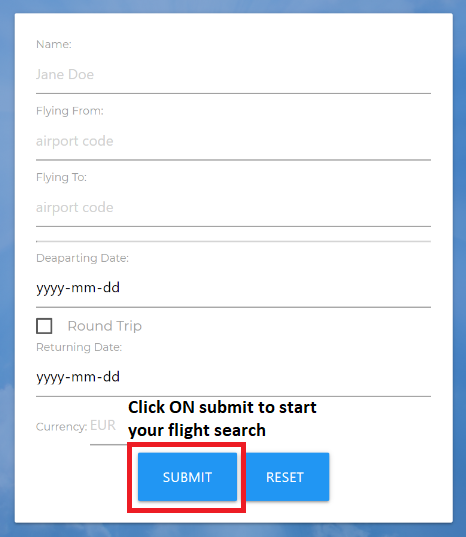 Name:
Jane Doe
Flying From:
airport code
Flying To:
airport code
Deaparting Date:
yyyy-mm-dd
Round Trip
Returning Date:
yyyy-mm-dd
Click ON submit to start
your flight search
Currency: EUR
SUBMIT RESET